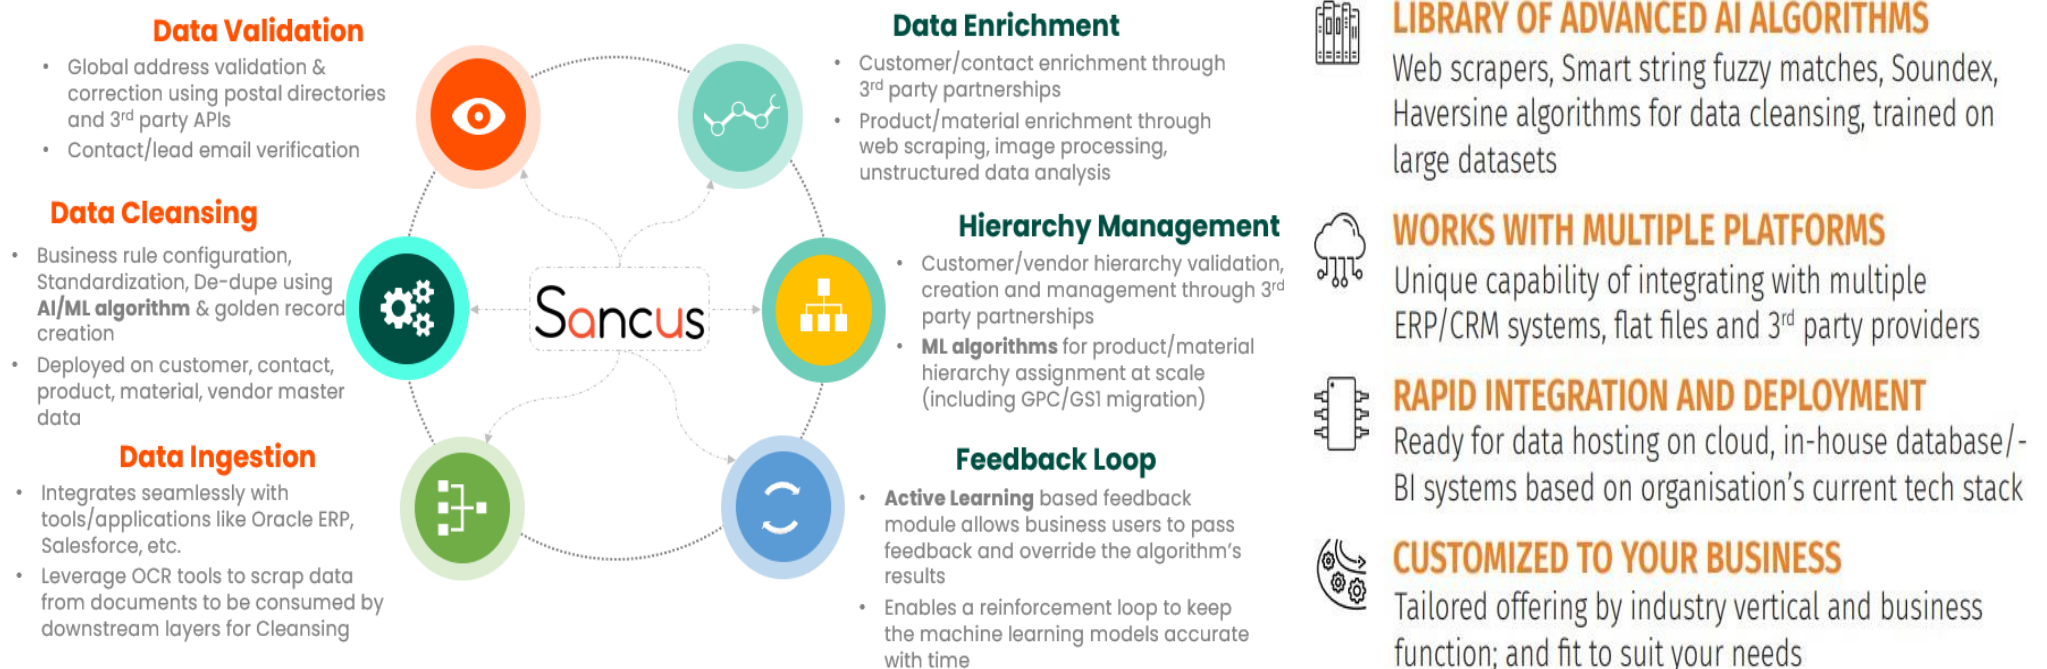 Data Validation
• Global address validation &
correction using postal directories
and 3rd party APIs
• Contact/lead email verification
Data Cleansing
• Business rule configuration,
Standardization, De-dupe using
AI/ML algorithm & golden record
creation
• Deployed on customer, contact,
product, material, vendor master
data
Data Ingestion
• Integrates seamlessly with
tools/applications like Oracle ERP,
Salesforce, etc.
• Leverage OCR tools to scrap data
from documents to be consumed by
downstream layers for Cleansing
Sancus
Data Enrichment
• Customer/contact enrichment through
3rd party partnerships
• Product/material enrichment through
web scraping, image processing,
unstructured data analysis
Hierarchy Management
• Customer/vendor hierarchy validation,
creation and management through 3rd
party partnerships
• ML algorithms for product/material
hierarchy assignment at scale
(including GPC/GS1 migration)
Feedback Loop
• Active Learning based feedback
module allows business users to pass
feedback and override the algorithm's
results
• Enables a reinforcement loop to keep
the machine learning models accurate
with time
LIBRARY OF ADVANCED AI ALGORITHMS
Web scrapers, Smart string fuzzy matches, Soundex,
Haversine algorithms for data cleansing, trained on
large datasets
WORKS WITH MULTIPLE PLATFORMS
Unique capability of integrating with multiple
ERP/CRM systems, flat files and 3rd party providers
RAPID INTEGRATION AND DEPLOYMENT
Ready for data hosting on cloud, in-house database/-
BI systems based on organisation's current tech stack
CUSTOMIZED TO YOUR BUSINESS
Tailored offering by industry vertical and business
function; and fit to suit your needs